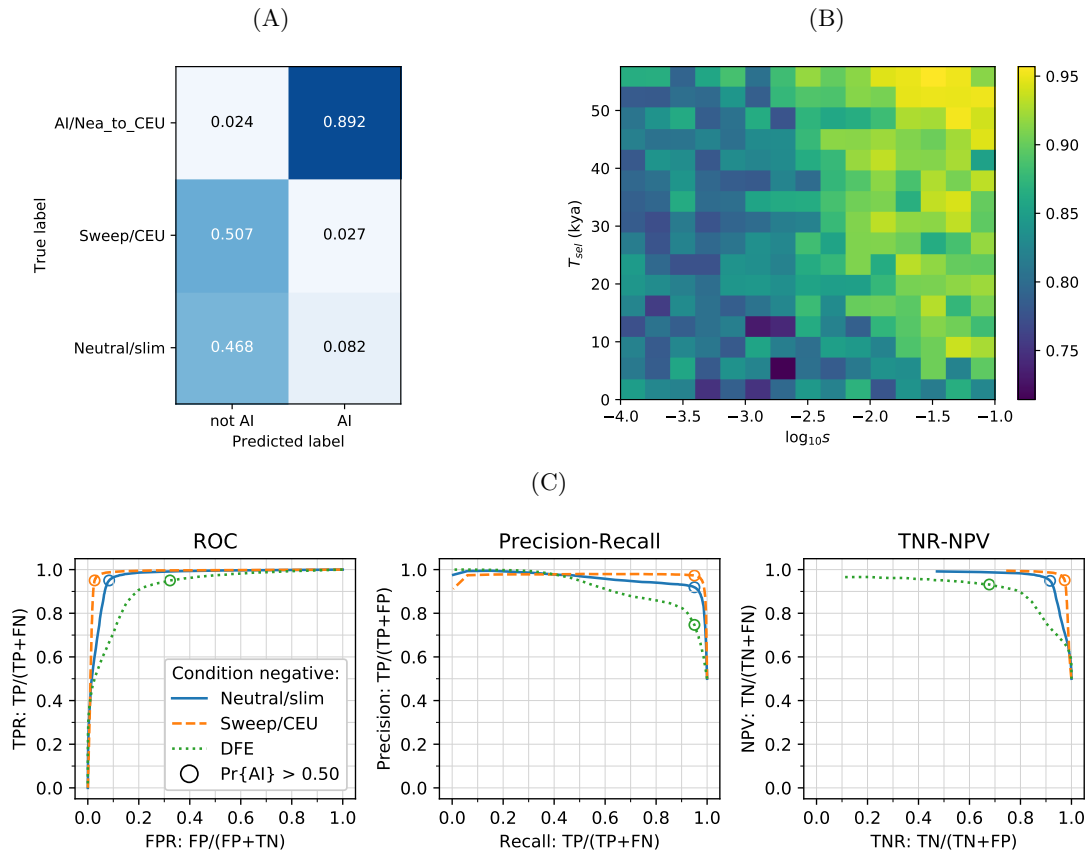 (A)
AI/Nea_to_CEU
Sweep/CEU
Neutral/slim
True label
0.024 0.892
0.507 0.027
0.468 0.082
not AI AI
Predicted label
(B)
T_sel (kya)
50
40
30
20
10
0
−4.0 −3.5 −3.0 −2.5 −2.0 −1.5 −1.0
log₁₀s
0.95
0.90
0.85
0.80
0.75
(C)
ROC
TPR: TP/(TP+FN)
1.0
0.8
0.6
0.4
0.2
0.0
Condition negative:
Neutral/slim
Sweep/CEU
DFE
Pr{AI} > 0.50
0.0 0.2 0.4 0.6 0.8 1.0
FPR: FP/(FP+TN)
Precision-Recall
Precision: TP/(TP+FP)
1.0
0.8
0.6
0.4
0.2
0.0
0.0 0.2 0.4 0.6 0.8 1.0
Recall: TP/(TP+FN)
TNR-NPV
NPV: TN/(TN+FN)
1.0
0.8
0.6
0.4
0.2
0.0
0.0 0.2 0.4 0.6 0.8 1.0
TNR: TN/(TN+FP)